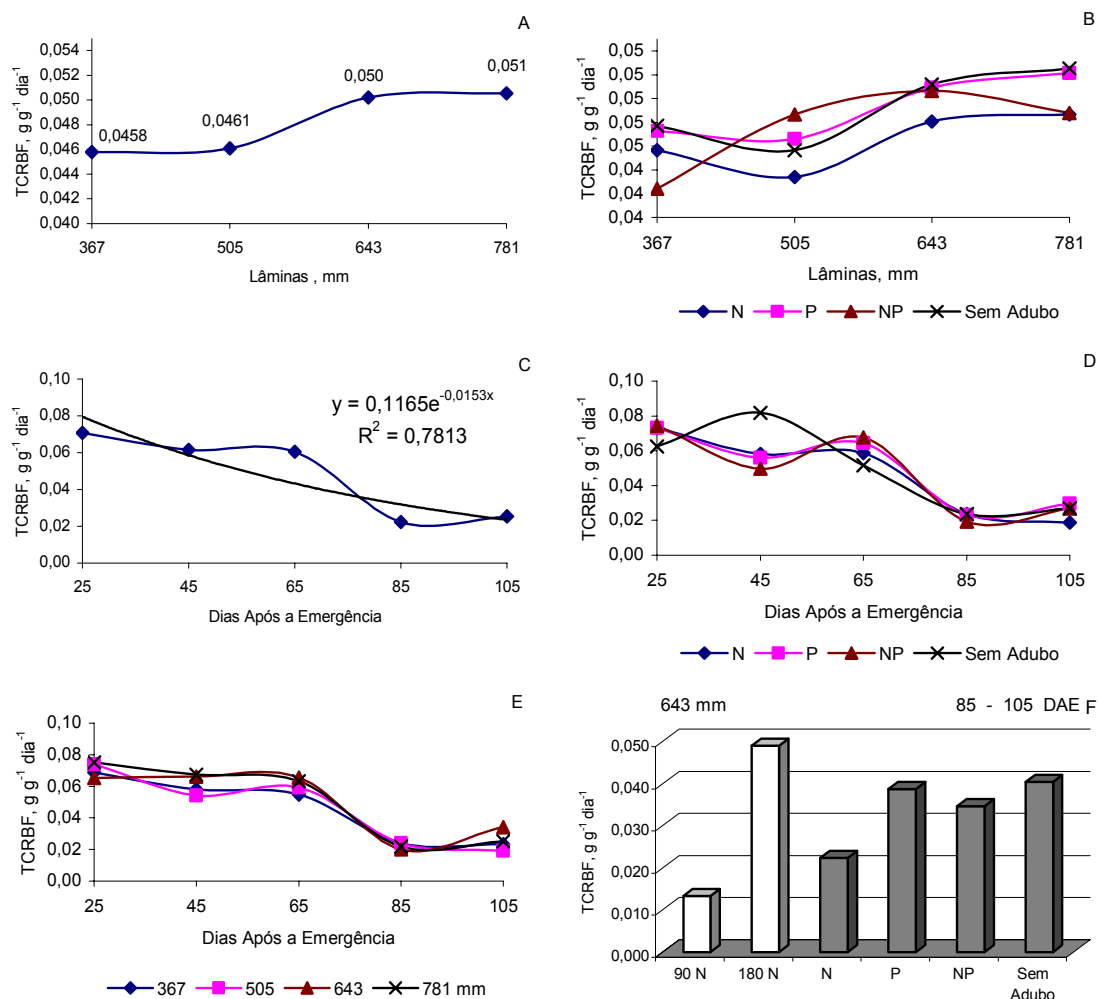 A
TCRBF, g g⁻¹ dia⁻¹
0,054
0,052
0,050
0,048
0,046
0,044
0,042
0,040
0,0458
0,0461
0,050
0,051
367
505
643
781
Lâminas , mm
B
TCRBF, g g⁻¹ dia⁻¹
0,05
0,05
0,05
0,05
0,05
0,04
0,04
0,04
367
505
643
781
Lâminas, mm
N
P
NP
Sem Adubo
C
TCRBF, g g⁻¹ dia⁻¹
0,10
0,08
0,06
0,04
0,02
0,00
y = 0,1165e⁻⁰,⁰¹⁵³ˣ
R² = 0,7813
25
45
65
85
105
Dias Após a Emergência
D
TCRBF, g g⁻¹ dia⁻¹
0,10
0,08
0,06
0,04
0,02
0,00
25
45
65
85
105
Dias Após a Emergência
N
P
NP
Sem Adubo
E
TCRBF, g g⁻¹ dia⁻¹
0,10
0,08
0,06
0,04
0,02
0,00
25
45
65
85
105
Dias Após a Emergência
367
505
643
781 mm
643 mm
85 - 105 DAE
F
TCRBF, g g⁻¹ dia⁻¹
0,050
0,040
0,030
0,020
0,010
0,000
90 N
180 N
N
P
NP
Sem
Adubo